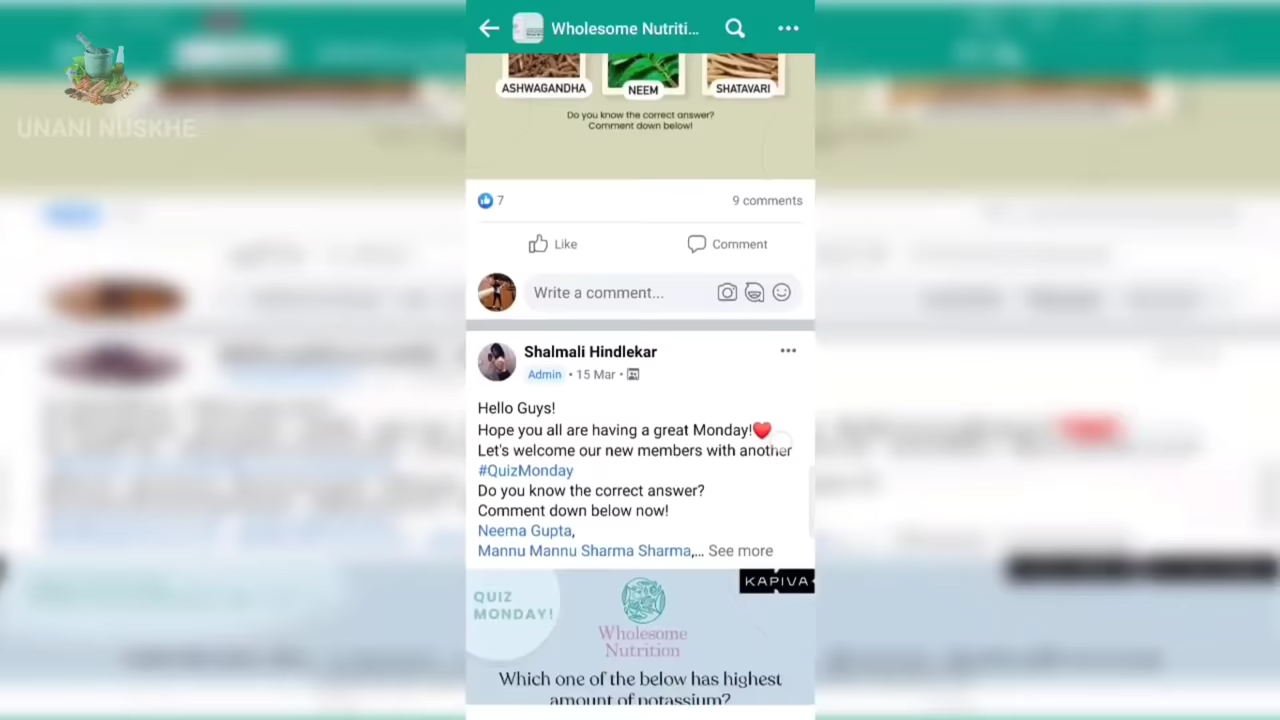 UNANI NUSKHE
Wholesome Nutriti...
ASHWAGANDHA
NEEM
SHATAVARI
Do you know the correct answer?
Comment down below!
7
9 comments
Like
Comment
Write a comment...
Shalmali Hindlekar
Admin • 15 Mar •
Hello Guys!
Hope you all are having a great Monday!❤️
Let's welcome our new members with another
#QuizMonday
Do you know the correct answer?
Comment down below now!
Neema Gupta,
Mannu Mannu Sharma Sharma,... See more
QUIZ
MONDAY!
KAPIVA
Wholesome
Nutrition
Which one of the below has highest
amount of potassium?